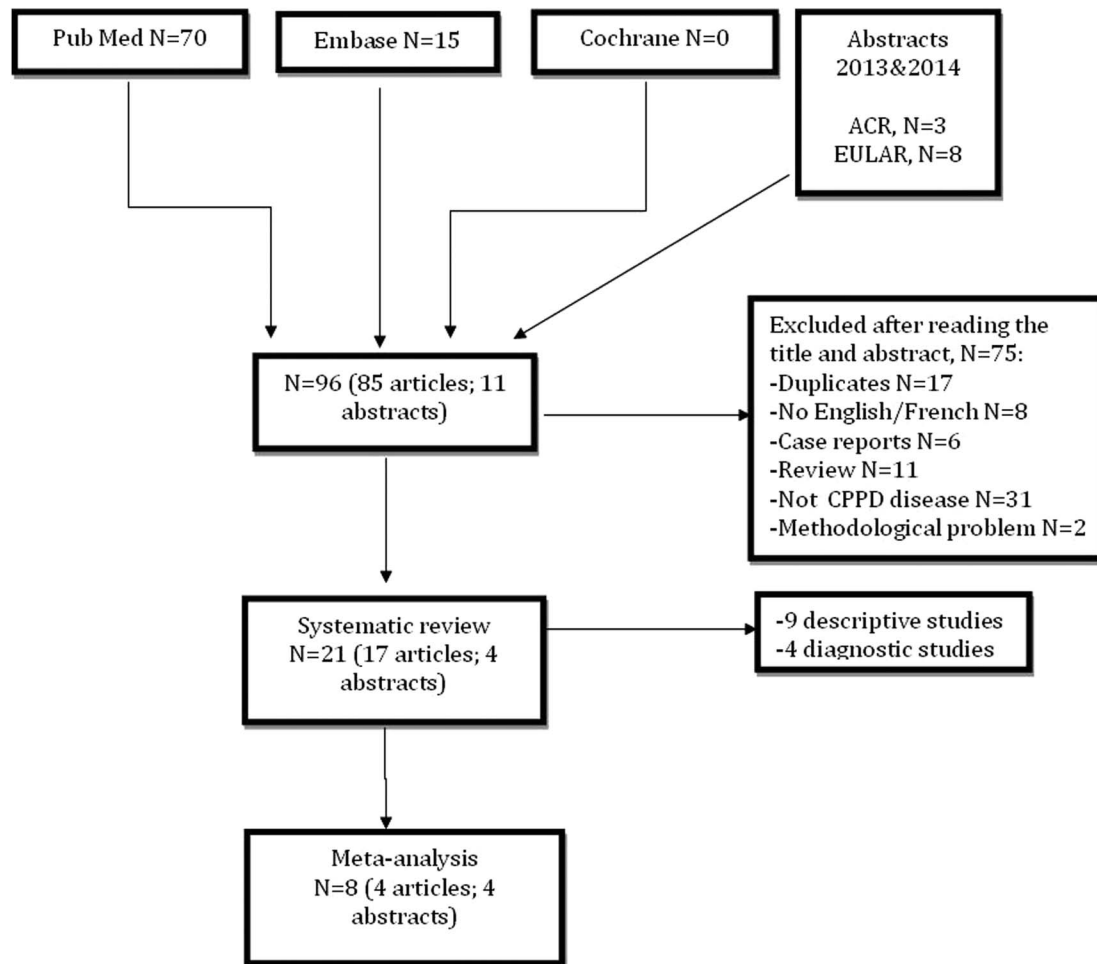 Pub Med N=70
Embase N=15
Cochrane N=0
Abstracts
2013&2014
ACR, N=3
EULAR, N=8
N=96 (85 articles; 11
abstracts)
Excluded after reading the
title and abstract, N=75:
-Duplicates N=17
-No English/French N=8
-Case reports N=6
-Review N=11
-Not CPPD disease N=31
-Methodological problem N=2
Systematic review
N=21 (17 articles; 4
abstracts)
-9 descriptive studies
-4 diagnostic studies
Meta-analysis
N=8 (4 articles; 4
abstracts)